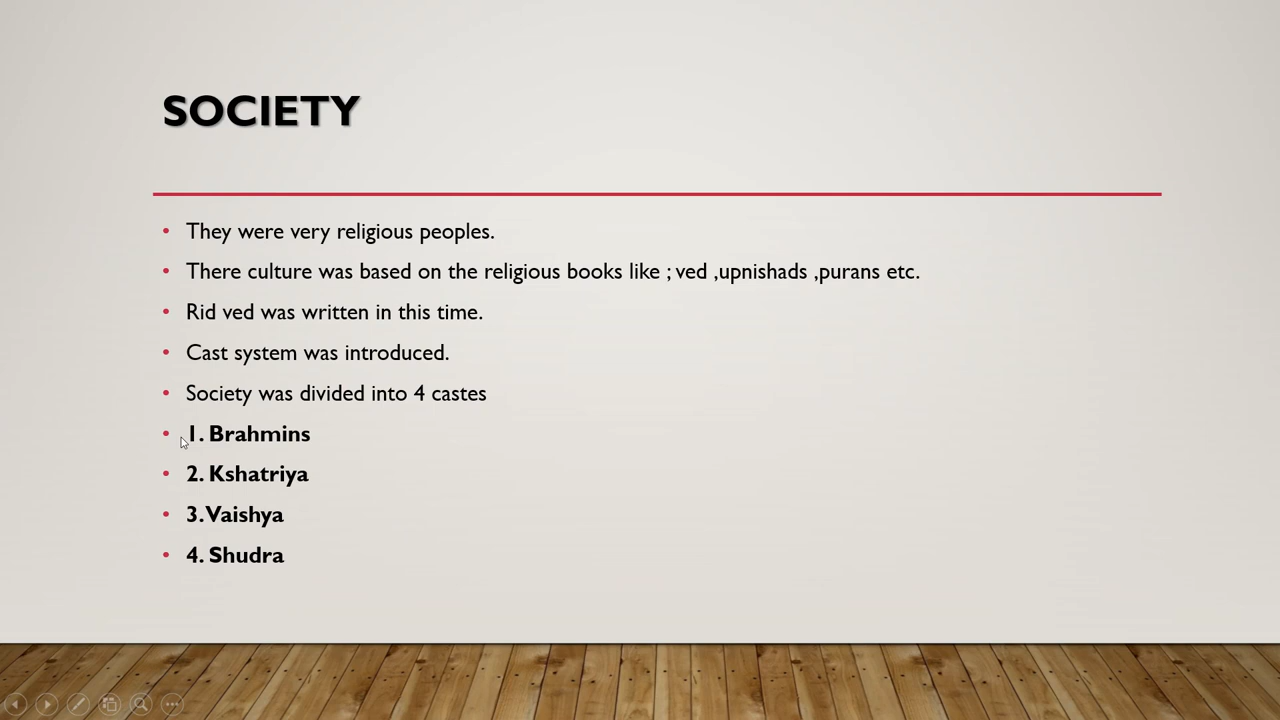 SOCIETY
• They were very religious peoples.
• There culture was based on the religious books like ; ved ,upnishads ,purans etc.
• Rid ved was written in this time.
• Cast system was introduced.
• Society was divided into 4 castes
• 1. Brahmins
• 2. Kshatriya
• 3. Vaishya
• 4. Shudra